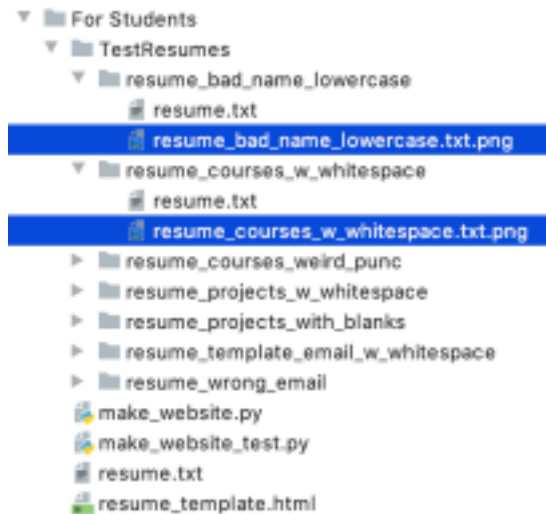 For Students
TestResumes
resume_bad_name_lowercase
resume.txt
resume_bad_name_lowercase.txt.png
resume_courses_w_whitespace
resume.txt
resume_courses_w_whitespace.txt.png
resume_courses_weird_punc
resume_projects_w_whitespace
resume_projects_with_blanks
resume_template_email_w_whitespace
resume_wrong_email
make_website.py
make_website_test.py
resume.txt
resume_template.html